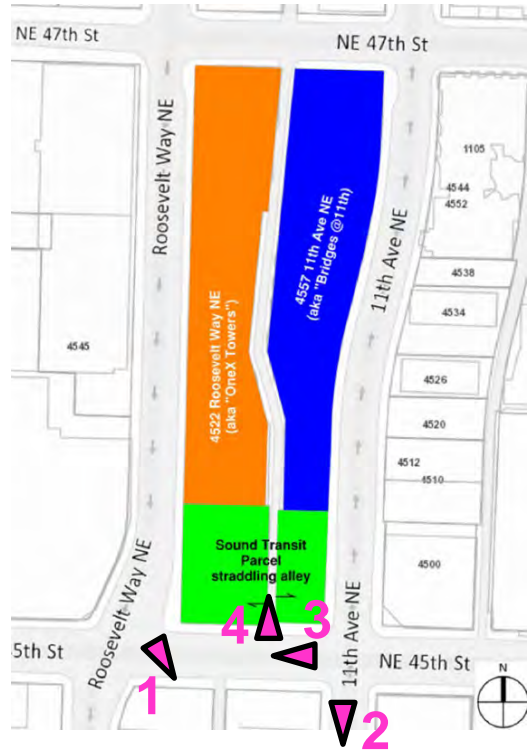 NE 47th St
NE 47th St
Roosevelt Way NE
4522 Roosevelt Way NE
(aka "OneX Towers")
4557 11th Ave NE
(aka "Bridges @11th)
11th Ave NE
1105
4544
4552
4538
4534
4545
4526
4520
4512
4510
4500
Sound Transit
Parcel
straddling alley
4
3
Roosevelt Way NE
11th Ave NE
5th St
NE 45th St
1
2
N